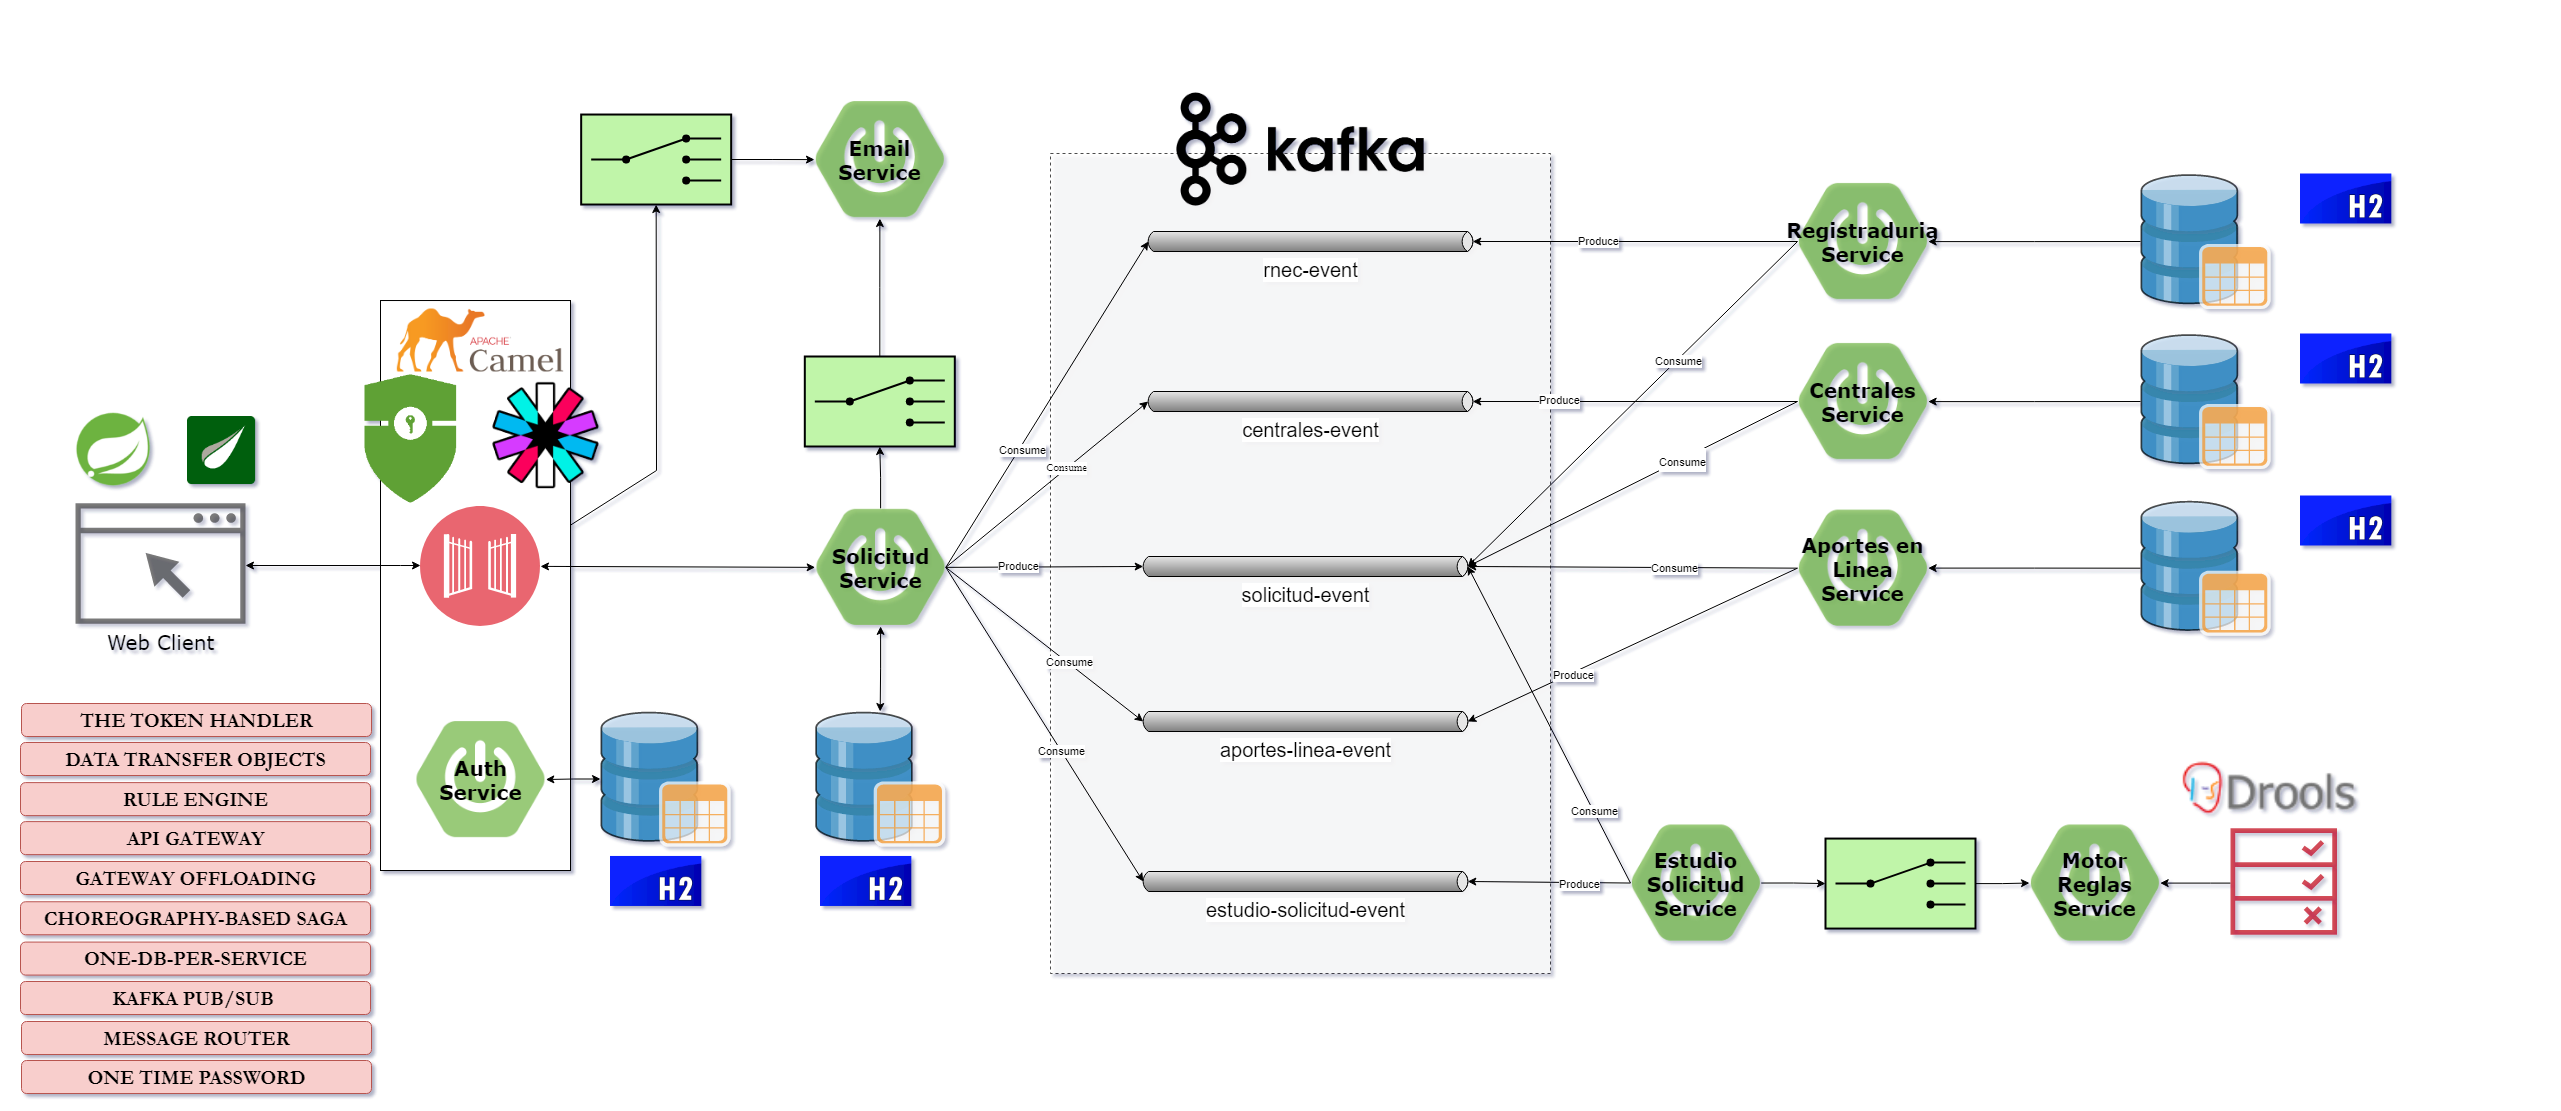 Email
Service
kafka
Registraduria
Service
H2
rnec-event
Produce
Consume
APACHE
Camel
Centrales
Service
H2
centrales-event
Produce
Consume
Consume
Consume
Web Client
Solicitud
Service
Produce
solicitud-event
Consume
Aportes en
Linea
Service
H2
Consume
aportes-linea-event
Produce
Consume
estudio-solicitud-event
Consume
Produce
Auth
Service
H2
H2
Estudio
Solicitud
Service
Motor
Reglas
Service
Drools
THE TOKEN HANDLER
DATA TRANSFER OBJECTS
RULE ENGINE
API GATEWAY
GATEWAY OFFLOADING
CHOREOGRAPHY-BASED SAGA
ONE-DB-PER-SERVICE
KAFKA PUB/SUB
MESSAGE ROUTER
ONE TIME PASSWORD